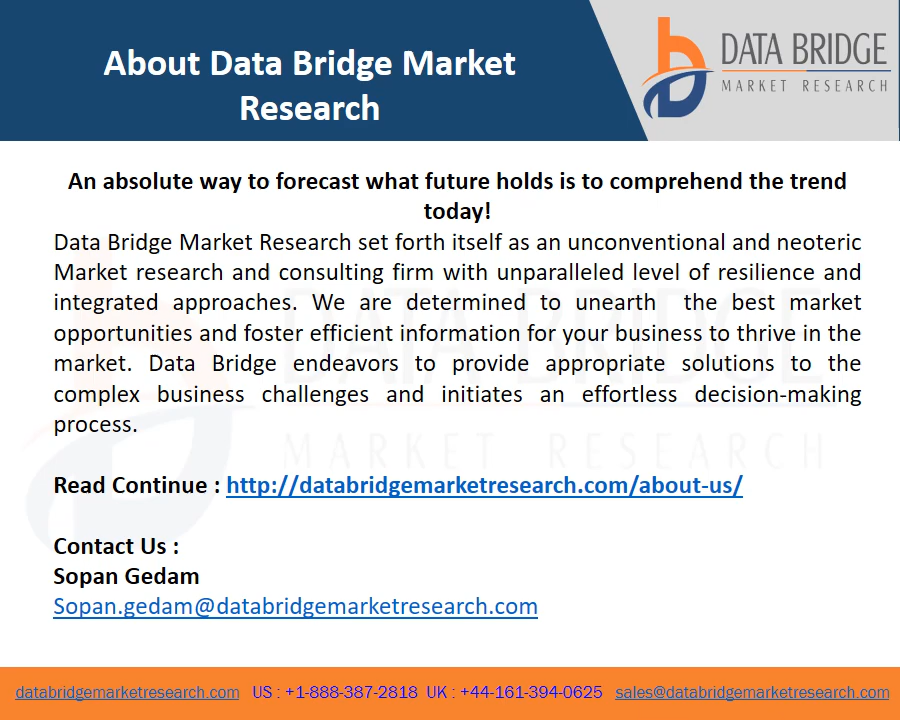 About Data Bridge Market
Research
DATA BRIDGE
MARKET RESEARCH
An absolute way to forecast what future holds is to comprehend the trend
today!
Data Bridge Market Research set forth itself as an unconventional and neoteric
Market research and consulting firm with unparalleled level of resilience and
integrated approaches. We are determined to unearth the best market
opportunities and foster efficient information for your business to thrive in the
market. Data Bridge endeavors to provide appropriate solutions to the
complex business challenges and initiates an effortless decision-making
process.
DATA BRIDGE
MARKET RESEARCH
Read Continue : http://databridgemarketresearch.com/about-us/
Contact Us :
Sopan Gedam
Sopan.gedam@databridgemarketresearch.com
databridgemarketresearch.com US : +1-888-387-2818 UK : +44-161-394-0625 sales@databridgemarketresearch.com